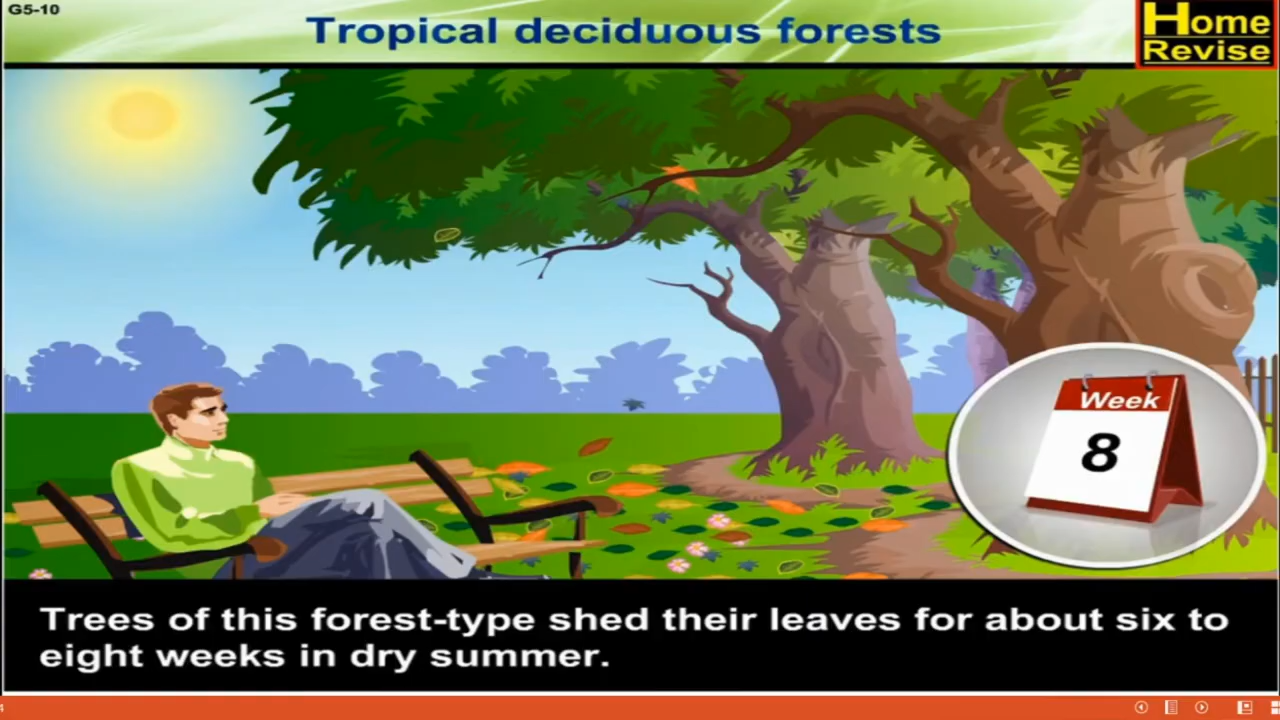 G5-10
Tropical deciduous forests
Home
Revise
Week
8
Trees of this forest-type shed their leaves for about six to
eight weeks in dry summer.